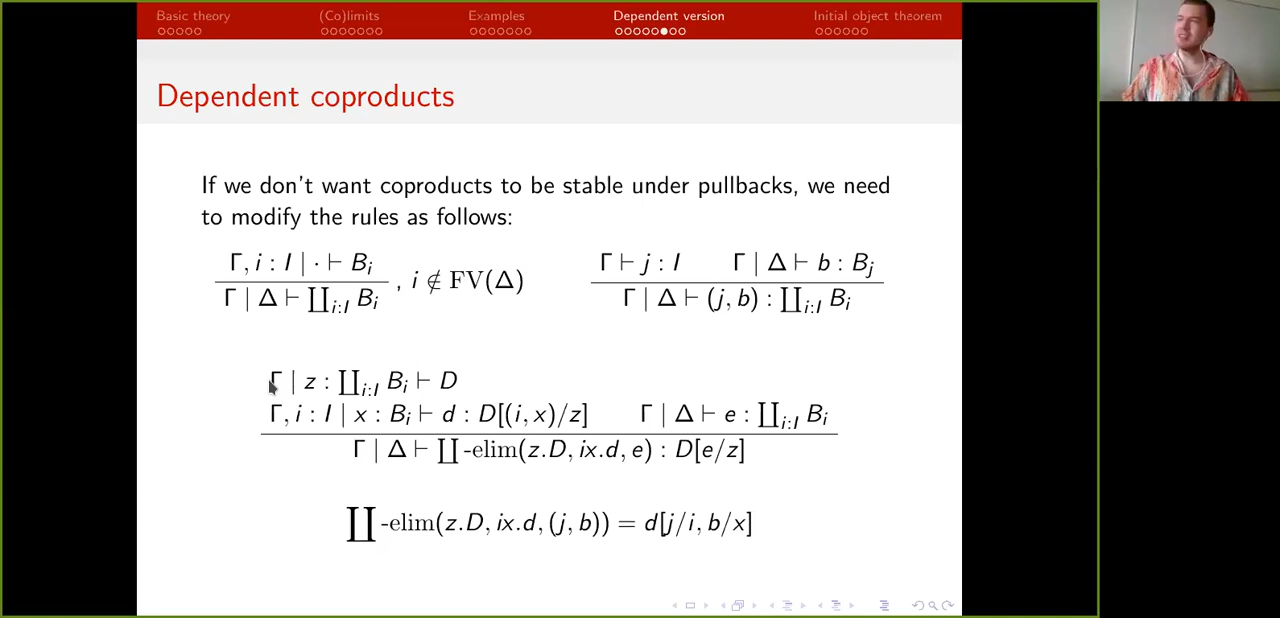 Basic theory (Co)limits Examples Dependent version Initial object theorem
Dependent coproducts
If we don't want coproducts to be stable under pullbacks, we need
to modify the rules as follows:
Γ, i : I | · ⊢ B_i
Γ | Δ ⊢ ∐_{i:I} B_i
, i ∉ FV(Δ)
Γ ⊢ j : I Γ | Δ ⊢ b : B_j
Γ | Δ ⊢ (j, b) : ∐_{i:I} B_i
Γ | z : ∐_{i:I} B_i ⊢ D
Γ, i : I | x : B_i ⊢ d : D[(i, x)/z] Γ | Δ ⊢ e : ∐_{i:I} B_i
Γ | Δ ⊢ ∐-elim(z.D, ix.d, e) : D[e/z]
∐-elim(z.D, ix.d, (j, b)) = d[j/i, b/x]